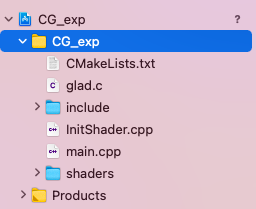 CG_exp ?
CG_exp
CMakeLists.txt
glad.c
include
InitShader.cpp
main.cpp
shaders
Products